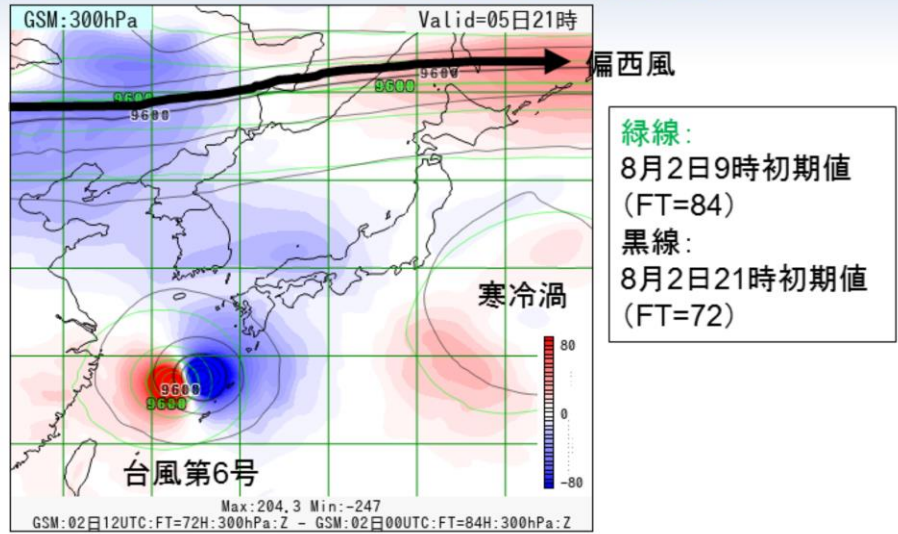 GSM:300hPa
Valid=05日21時
偏西風
9600
9600
9600
9600
緑線:
8月2日9時初期値
(FT=84)
黒線:
8月2日21時初期値
(FT=72)
寒冷渦
80
0
-80
9600
9600
台風第6号
Max:204.3 Min:-247
GSM:02日12UTC:FT=72H:300hPa:Z - GSM:02日00UTC:FT=84H:300hPa:Z